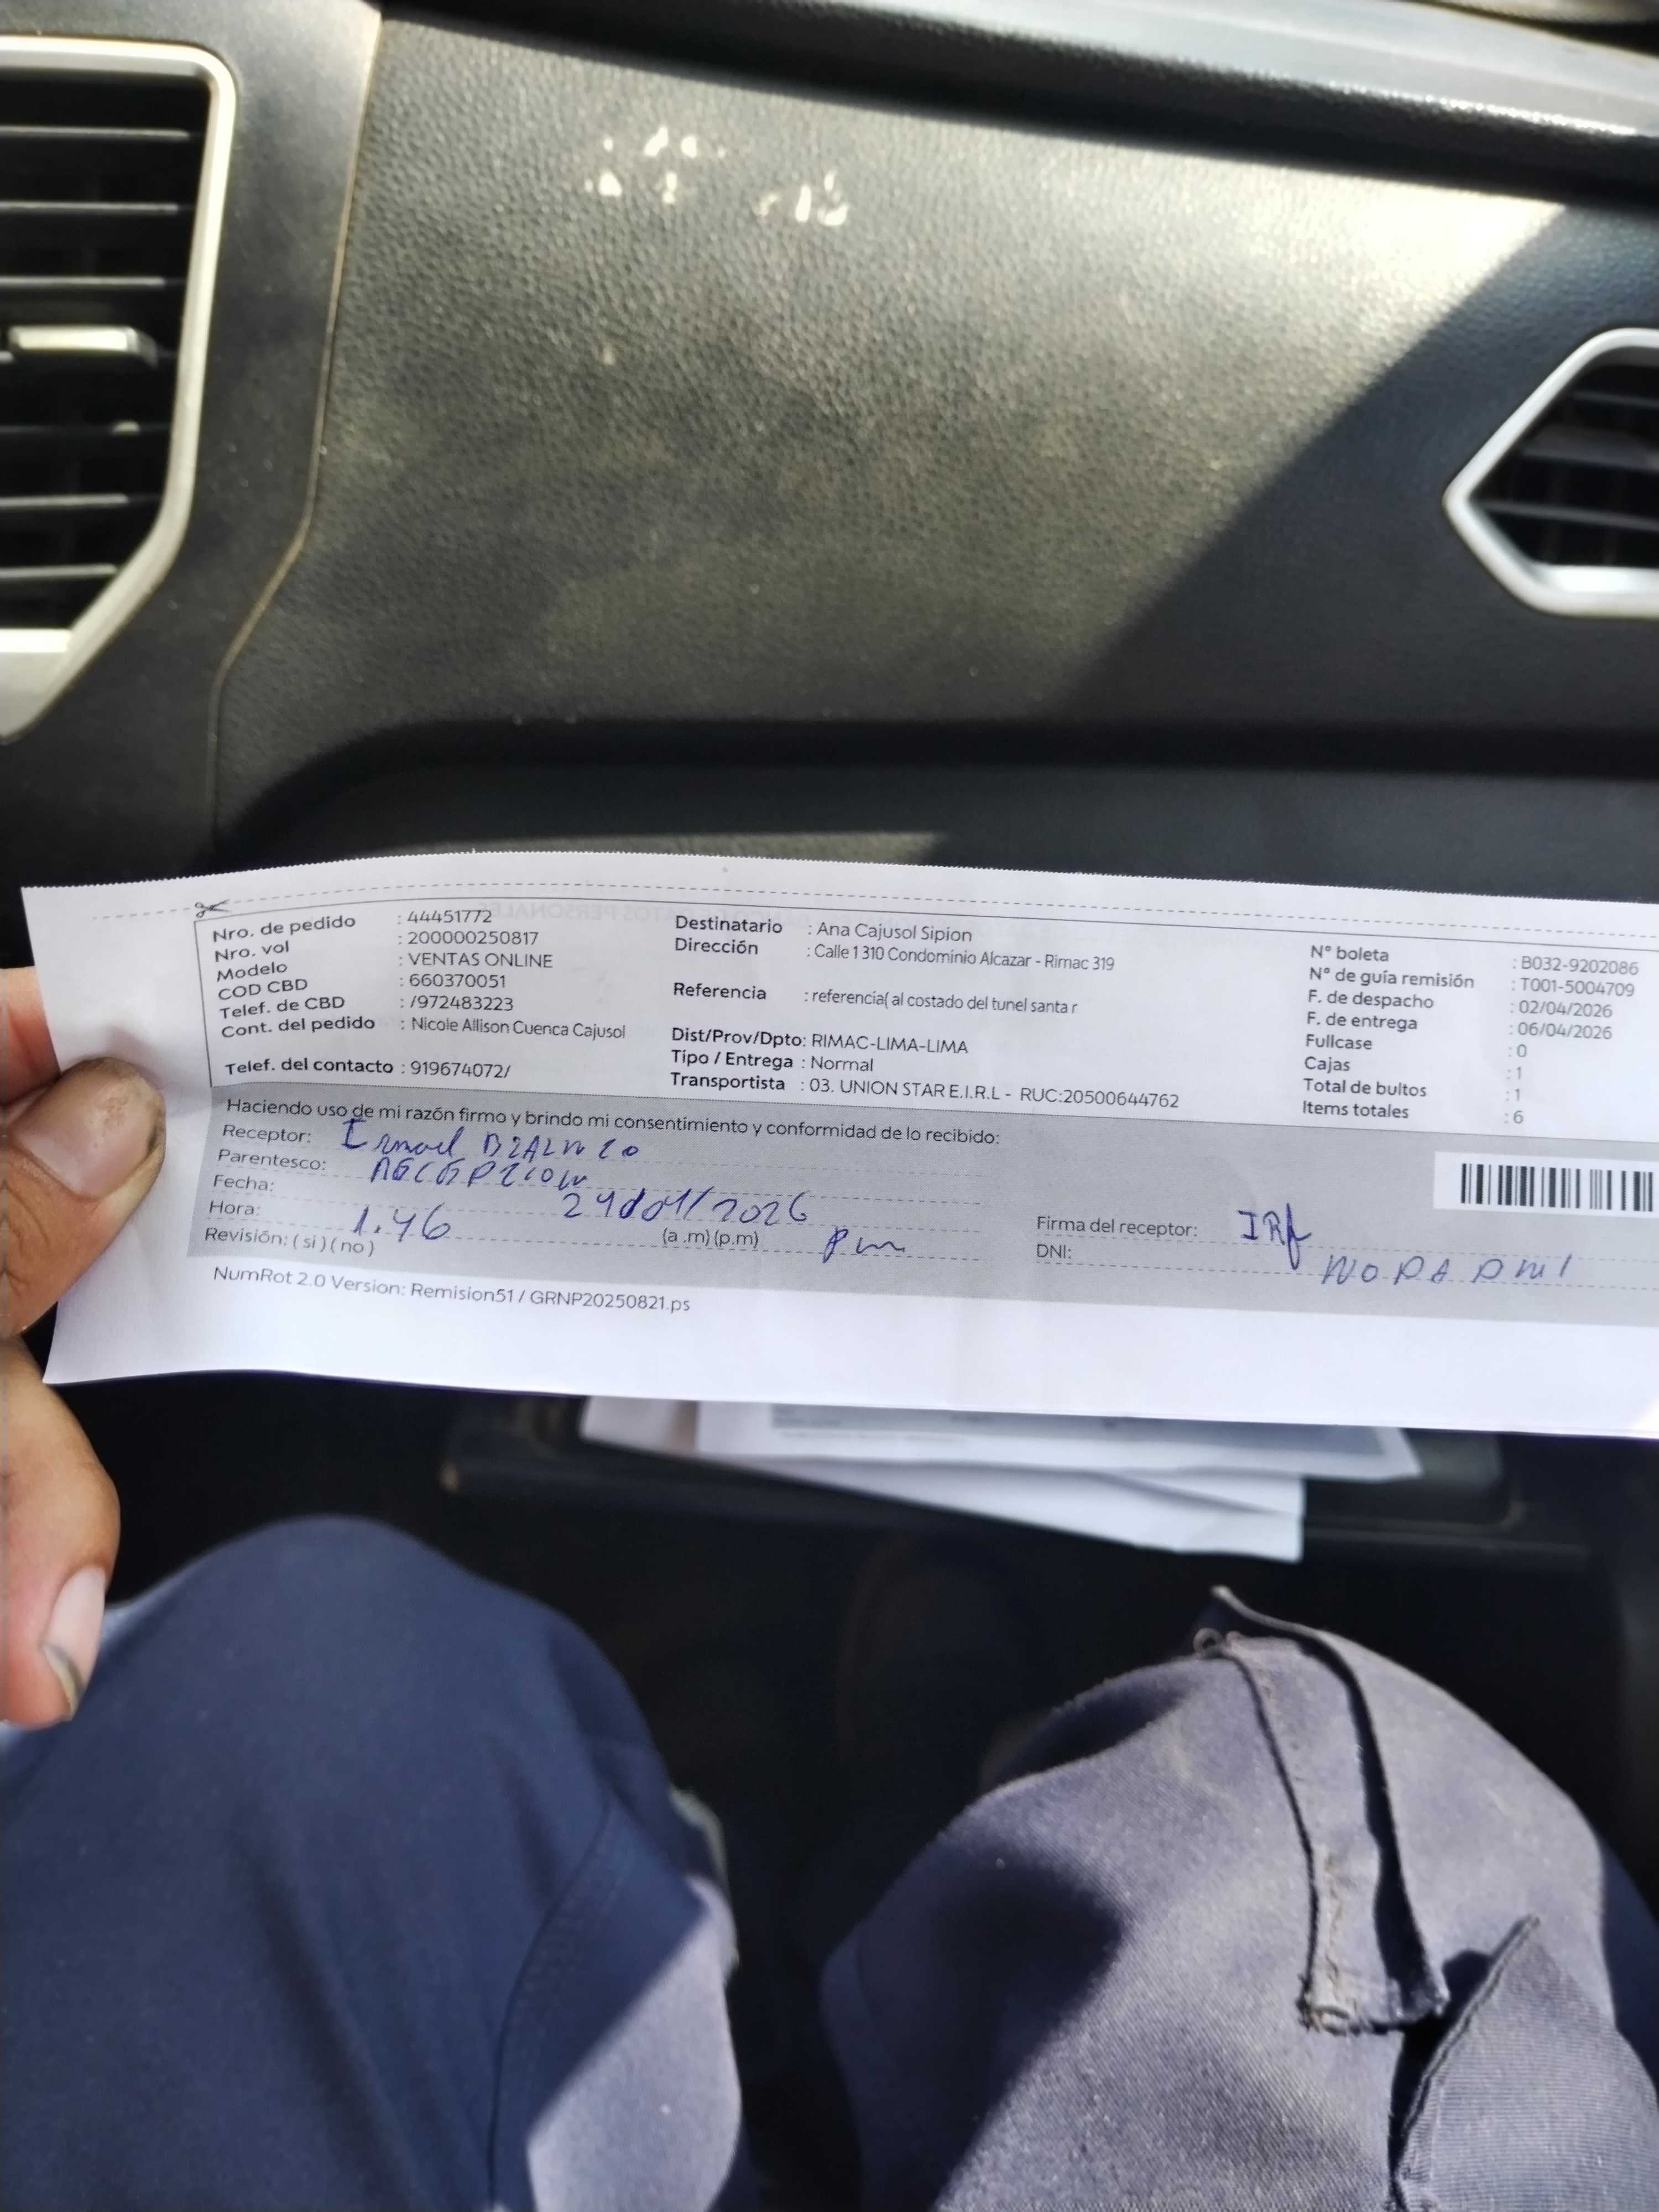 Nro. de pedido : 44451772
Nro. vol : 200000250817
Modelo : VENTAS ONLINE
COD CBD : 660370051
Telef. de CBD : /972483223
Cont. del pedido : Nicole Allison Cuenca Cajusol
Telef. del contacto : 919674072/
Destinatario : Ana Cajusol Sipion
Dirección : Calle 1 310 Condominio Alcazar - Rimac 319
Referencia : referencia( al costado del tunel santa r
Dist/Prov/Dpto: RIMAC-LIMA-LIMA
Tipo / Entrega : Normal
Transportista : 03. UNION STAR E.I.R.L - RUC:20500644762
N° boleta : B032-9202086
N° de guía remisión : T001-5004709
F. de despacho : 02/04/2026
F. de entrega : 06/04/2026
Fullcase : 0
Cajas : 1
Total de bultos : 1
Items totales : 6
Haciendo uso de mi razón firmo y brindo mi consentimiento y conformidad de lo recibido:
Receptor:
Parentesco: RECEPCION
Fecha: /2026
Hora: 1.46 (a .m) (p.m) pm
Revisión: ( si ) ( no )
Firma del receptor:
DNI: NO DA DNI
NumRot 2.0 Version: Remision51 / GRNP20250821.ps